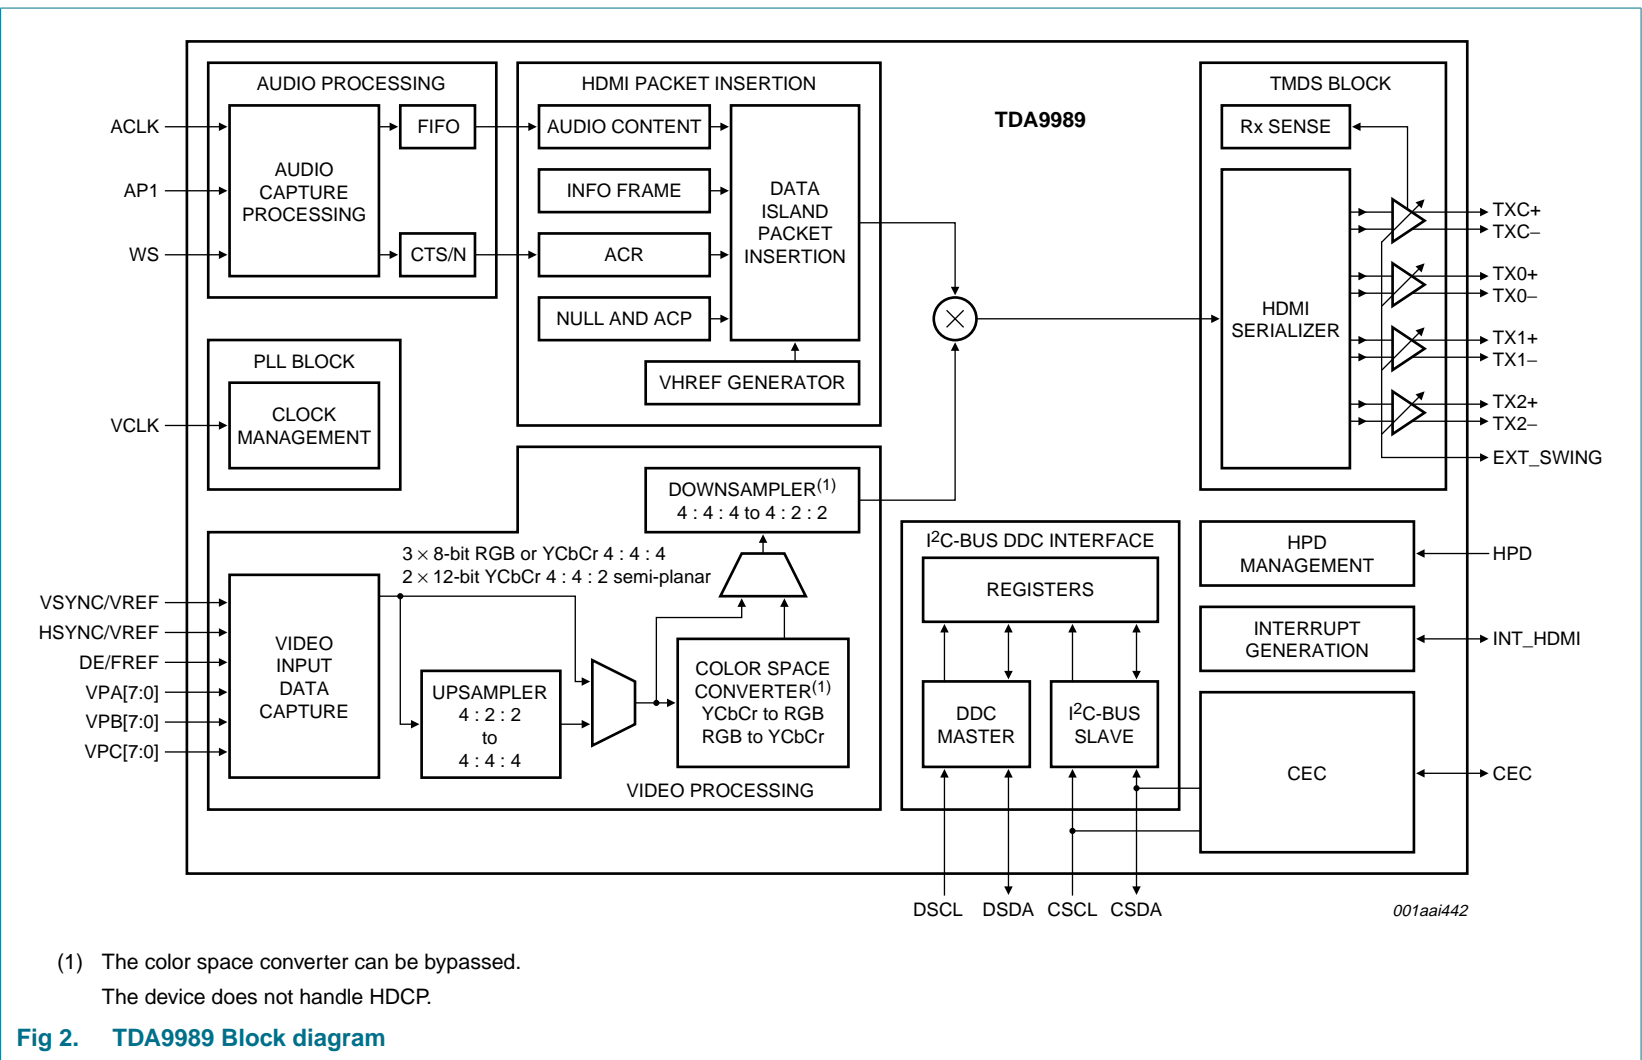 AUDIO PROCESSING
HDMI PACKET INSERTION
TMDS BLOCK
TDA9989
ACLK
AP1
WS
AUDIO
CAPTURE
PROCESSING
FIFO
CTS/N
AUDIO CONTENT
INFO FRAME
ACR
NULL AND ACP
DATA
ISLAND
PACKET
INSERTION
VHREF GENERATOR
Rx SENSE
HDMI
SERIALIZER
TXC+
TXC−
TX0+
TX0−
TX1+
TX1−
TX2+
TX2−
EXT_SWING
PLL BLOCK
VCLK
CLOCK
MANAGEMENT
DOWNSAMPLER(1)
4 : 4 : 4 to 4 : 2 : 2
3 × 8-bit RGB or YCbCr 4 : 4 : 4
2 × 12-bit YCbCr 4 : 4 : 2 semi-planar
VSYNC/VREF
HSYNC/VREF
DE/FREF
VPA[7:0]
VPB[7:0]
VPC[7:0]
VIDEO
INPUT
DATA
CAPTURE
UPSAMPLER
4 : 2 : 2
to
4 : 4 : 4
COLOR SPACE
CONVERTER(1)
YCbCr to RGB
RGB to YCbCr
VIDEO PROCESSING
I2C-BUS DDC INTERFACE
REGISTERS
DDC
MASTER
I2C-BUS
SLAVE
HPD
MANAGEMENT
HPD
INTERRUPT
GENERATION
INT_HDMI
CEC
CEC
DSCL
DSDA
CSCL
CSDA
001aai442
(1) The color space converter can be bypassed.
The device does not handle HDCP.
Fig 2. TDA9989 Block diagram